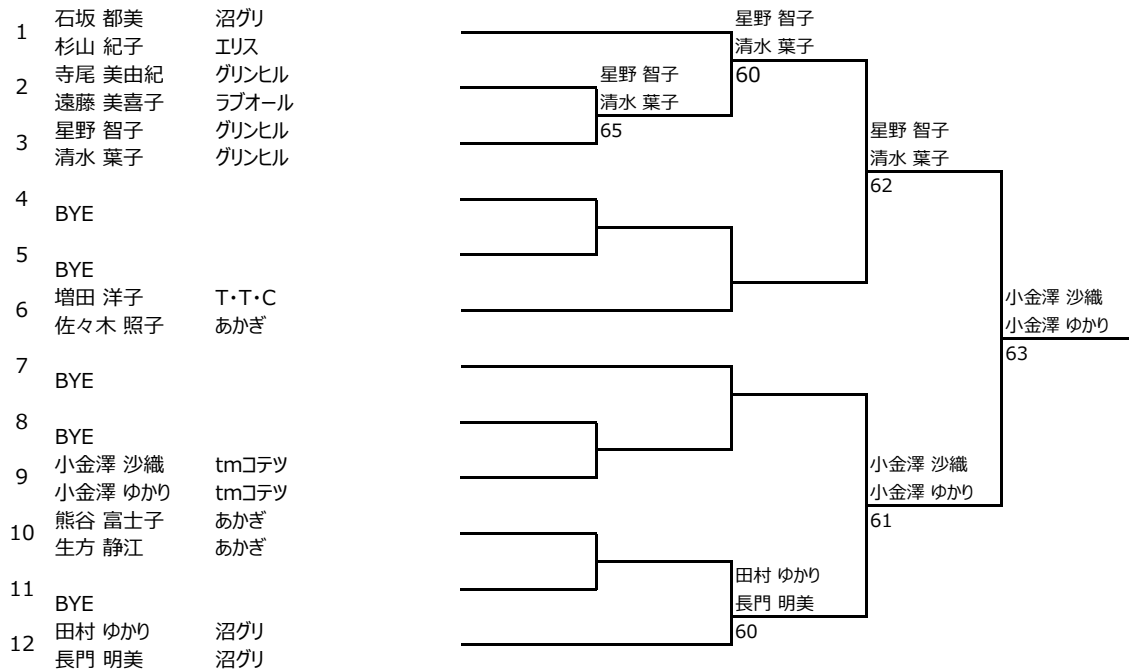 1
石坂 都美 沼グリ
杉山 紀子 エリス
2
寺尾 美由紀 グリンヒル
遠藤 美喜子 ラブオール
3
星野 智子 グリンヒル
清水 葉子 グリンヒル
4
BYE
5
BYE
6
増田 洋子 T・T・C
佐々木 照子 あかぎ
7
BYE
8
BYE
9
小金澤 沙織 tmコテツ
小金澤 ゆかり tmコテツ
10
熊谷 富士子 あかぎ
生方 静江 あかぎ
11
BYE
12
田村 ゆかり 沼グリ
長門 明美 沼グリ
星野 智子
清水 葉子
65
星野 智子
清水 葉子
60
田村 ゆかり
長門 明美
60
星野 智子
清水 葉子
62
小金澤 沙織
小金澤 ゆかり
61
小金澤 沙織
小金澤 ゆかり
63